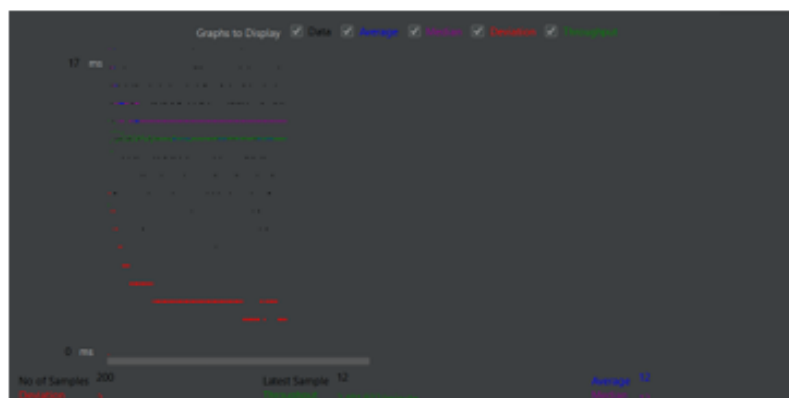 Graphs to Display Data Average Median Deviation Throughput
17 ms
0 ms
No of Samples 200 Latest Sample 12 Average 12
Deviation